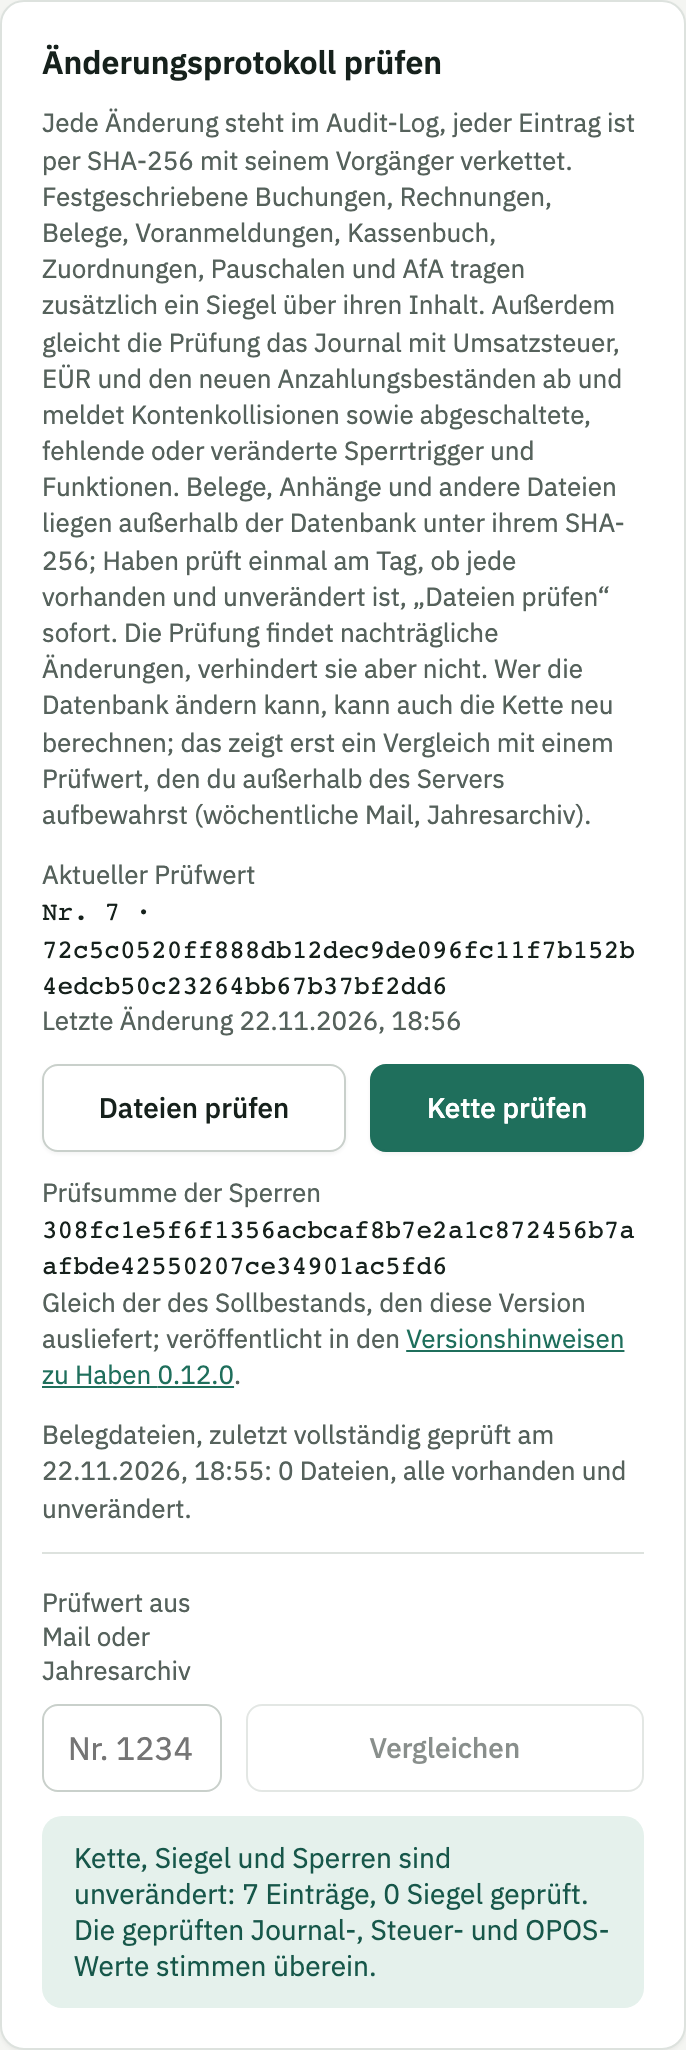 Änderungsprotokoll prüfen
Jede Änderung steht im Audit-Log, jeder Eintrag ist
per SHA-256 mit seinem Vorgänger verkettet.
Festgeschriebene Buchungen, Rechnungen,
Belege, Voranmeldungen, Kassenbuch,
Zuordnungen, Pauschalen und AfA tragen
zusätzlich ein Siegel über ihren Inhalt. Außerdem
gleicht die Prüfung das Journal mit Umsatzsteuer,
EÜR und den neuen Anzahlungsbeständen ab und
meldet Kontenkollisionen sowie abgeschaltete,
fehlende oder veränderte Sperrtrigger und
Funktionen. Belege, Anhänge und andere Dateien
liegen außerhalb der Datenbank unter ihrem SHA-
256; Haben prüft einmal am Tag, ob jede
vorhanden und unverändert ist, „Dateien prüfen“
sofort. Die Prüfung findet nachträgliche
Änderungen, verhindert sie aber nicht. Wer die
Datenbank ändern kann, kann auch die Kette neu
berechnen; das zeigt erst ein Vergleich mit einem
Prüfwert, den du außerhalb des Servers
aufbewahrst (wöchentliche Mail, Jahresarchiv).
Aktueller Prüfwert
Nr. 7 ·
72c5c0520ff888db12dec9de096fc11f7b152b
4edcb50c23264bb67b37bf2dd6
Letzte Änderung 22.11.2026, 18:56
Dateien prüfen
Kette prüfen
Prüfsumme der Sperren
308fc1e5f6f1356acbcaf8b7e2a1c872456b7a
afbde42550207ce34901ac5fd6
Gleich der des Sollbestands, den diese Version
ausliefert; veröffentlicht in den Versionshinweisen
zu Haben 0.12.0.
Belegdateien, zuletzt vollständig geprüft am
22.11.2026, 18:55: 0 Dateien, alle vorhanden und
unverändert.
Prüfwert aus
Mail oder
Jahresarchiv
Nr. 1234
Vergleichen
Kette, Siegel und Sperren sind
unverändert: 7 Einträge, 0 Siegel geprüft.
Die geprüften Journal-, Steuer- und OPOS-
Werte stimmen überein.